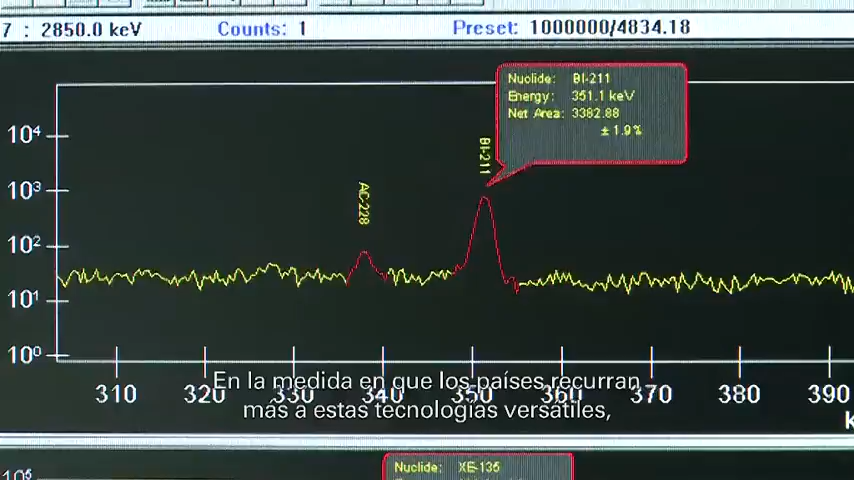 7 : 2850.0 keV Counts: 1 Preset: 1000000/4834.18
Nuclide: BI-211
Energy: 351.1 keV
Net Area: 3382.88
± 1.9%
BI-211
AC-228
10⁴
10³
10²
10¹
10⁰
310 320 330 340 350 360 370 380 390
k
En la medida en que los países recurran
más a estas tecnologías versátiles,
10⁵
Nuclide: XE-135